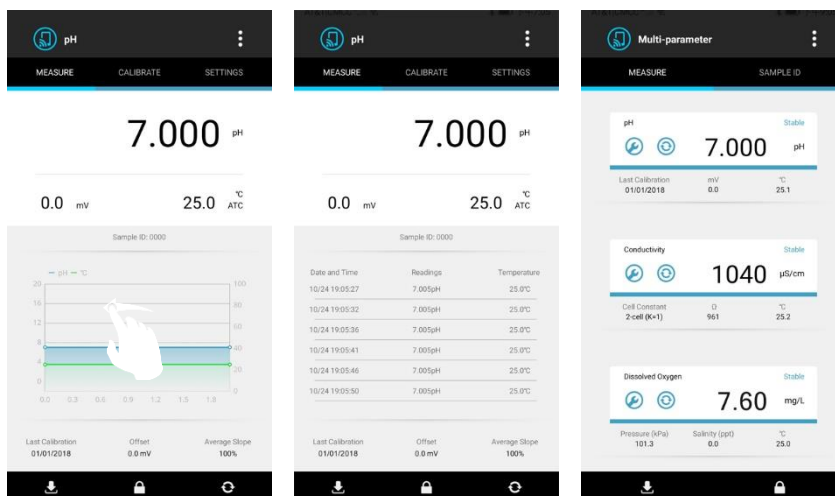 pH
MEASURE CALIBRATE SETTINGS
7.000 pH
0.0 mV 25.0 °C ATC
Sample ID: 0000
pH °C
20 100
16 80
12 60
8 40
4 20
0 0
0.0 0.3 0.6 0.9 1.2 1.5 1.8
Last Calibration Offset Average Slope
01/01/2018 0.0 mV 100%
pH
MEASURE CALIBRATE SETTINGS
7.000 pH
0.0 mV 25.0 °C ATC
Sample ID: 0000
Date and Time Readings Temperature
10/24 19:05:27 7.005pH 25.0°C
10/24 19:05:32 7.005pH 25.0°C
10/24 19:05:36 7.005pH 25.0°C
10/24 19:05:41 7.005pH 25.0°C
10/24 19:05:46 7.005pH 25.0°C
10/24 19:05:50 7.005pH 25.0°C
Last Calibration Offset Average Slope
01/01/2018 0.0 mV 100%
Multi-parameter
MEASURE SAMPLE ID
pH Stable
7.000 pH
Last Calibration mV °C
01/01/2018 0.0 25.1
Conductivity Stable
1040 µS/cm
Cell Constant Ω °C
2-cell (K=1) 961 25.2
Dissolved Oxygen Stable
7.60 mg/L
Pressure (kPa) Salinity (ppt) °C
101.3 0.0 25.0